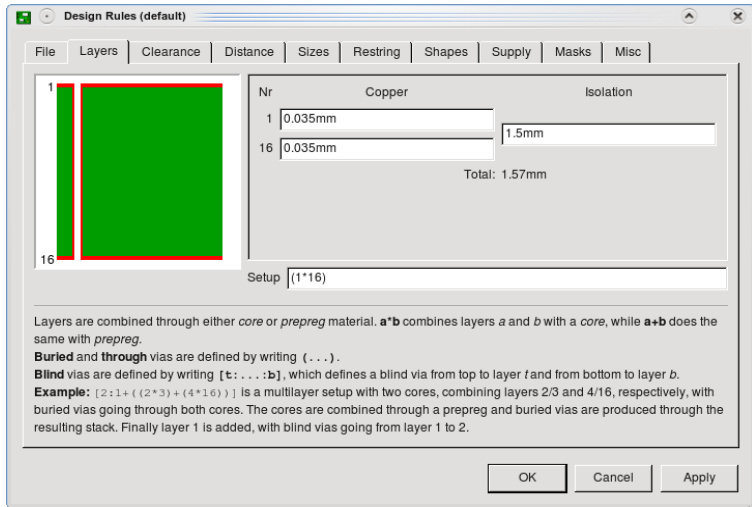 Design Rules (default)
File Layers Clearance Distance Sizes Restring Shapes Supply Masks Misc
1
16
Nr Copper Isolation
1 0.035mm
1.5mm
16 0.035mm
Total: 1.57mm
Setup (1*16)
Layers are combined through either core or prepreg material. a*b combines layers a and b with a core, while a+b does the
same with prepreg.
Buried and through vias are defined by writing (...).
Blind vias are defined by writing [t:...:b], which defines a blind via from top to layer t and from bottom to layer b.
Example: [2:1+((2*3)+(4*16))] is a multilayer setup with two cores, combining layers 2/3 and 4/16, respectively, with
buried vias going through both cores. The cores are combined through a prepreg and buried vias are produced through the
resulting stack. Finally layer 1 is added, with blind vias going from layer 1 to 2.
OK Cancel Apply